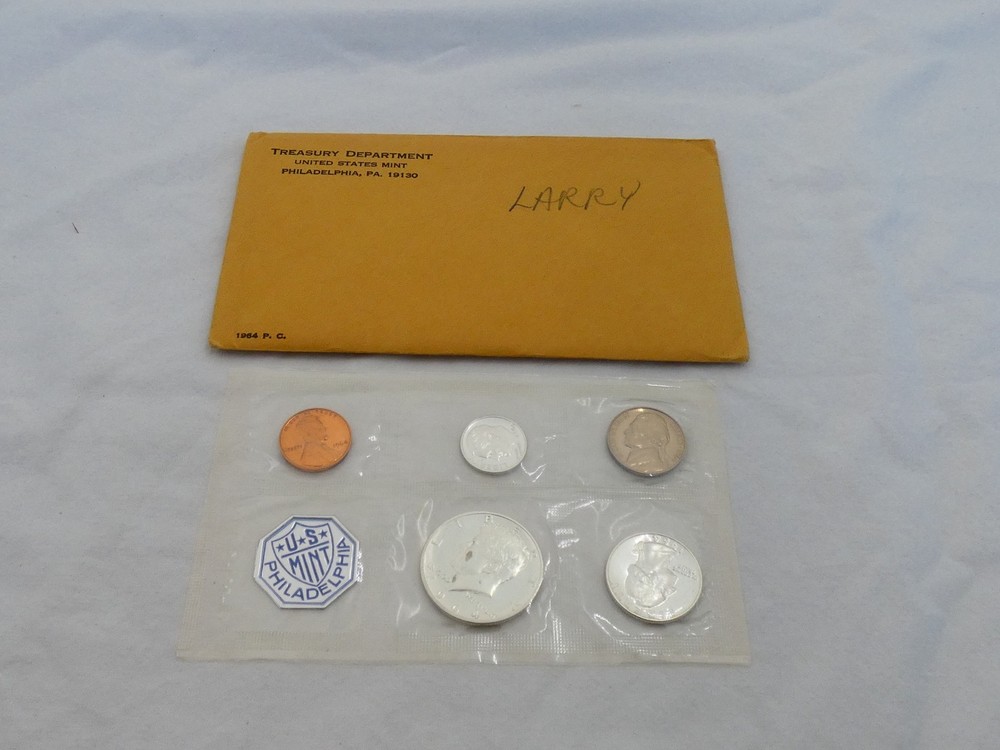 TREASURY DEPARTMENT
UNITED STATES MINT
PHILADELPHIA, PA. 19130
LARRY
1964 P. C.
U★S
MINT
PHILADELPHIA